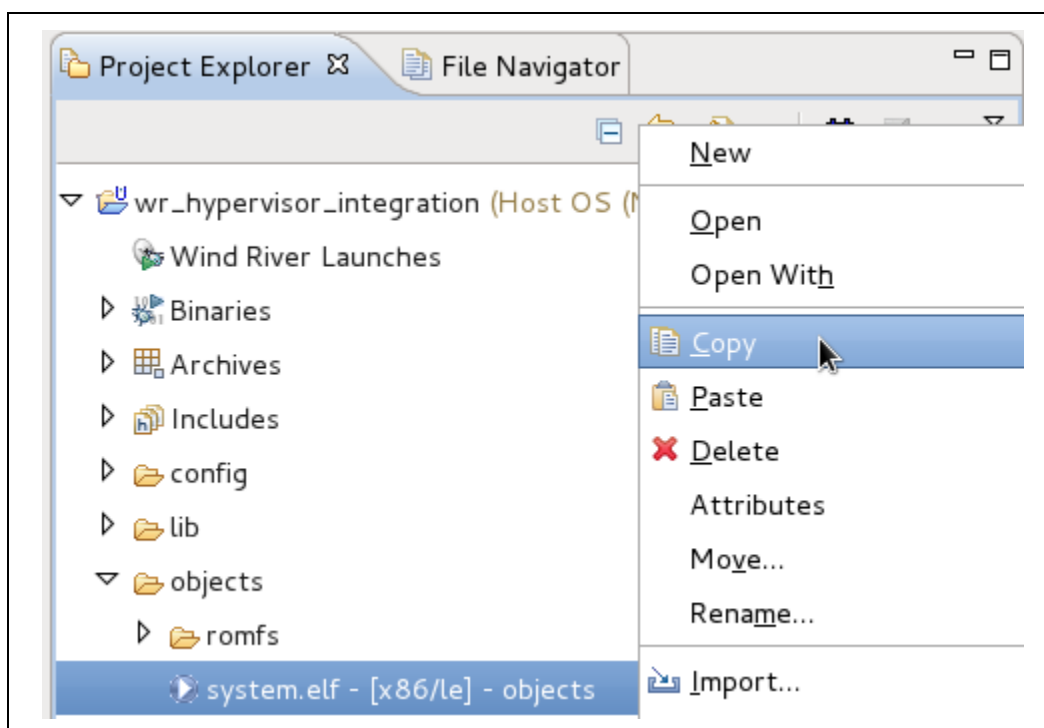 Project Explorer
File Navigator
New
wr_hypervisor_integration (Host OS (
Open
Wind River Launches
Open With
Binaries
Copy
Archives
Paste
Includes
Delete
config
Attributes
lib
Move...
objects
Rename...
romfs
system.elf - [x86/le] - objects
Import...